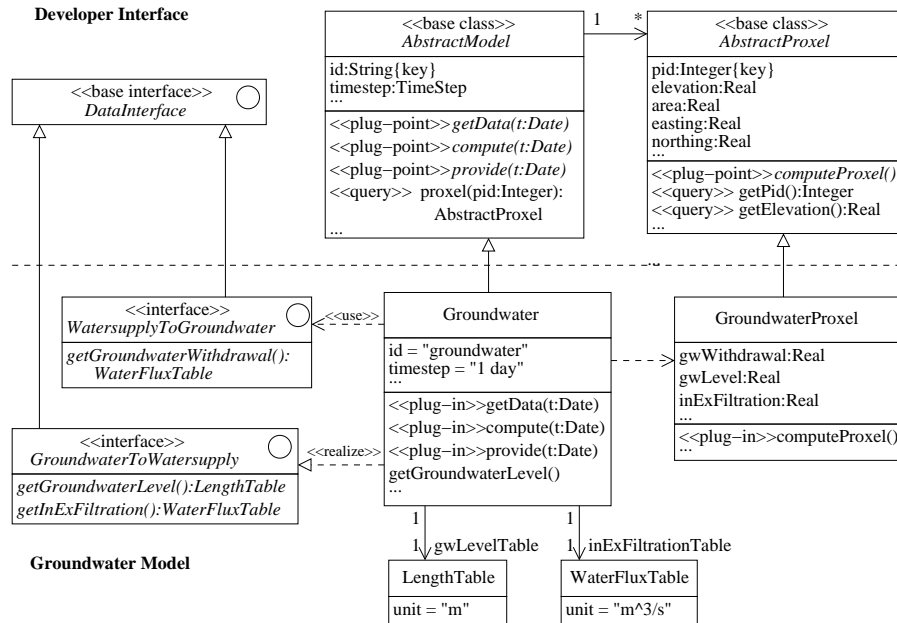 Developer Interface
<<base interface>>
DataInterface
<<base class>>
AbstractModel
id:String{key}
timestep:TimeStep
...
<<plug−point>>getData(t:Date)
<<plug−point>>compute(t:Date)
<<plug−point>>provide(t:Date)
<<query>> proxel(pid:Integer):
AbstractProxel
...
1
*
<<base class>>
AbstractProxel
pid:Integer{key}
elevation:Real
area:Real
easting:Real
northing:Real
...
<<plug−point>>computeProxel()
<<query>> getPid():Integer
<<query>> getElevation():Real
...
...
<<interface>>
WatersupplyToGroundwater
getGroundwaterWithdrawal():
WaterFluxTable
<<use>>
Groundwater
id = "groundwater"
timestep = "1 day"
...
<<plug−in>>getData(t:Date)
<<plug−in>>compute(t:Date)
<<plug−in>>provide(t:Date)
getGroundwaterLevel()
...
GroundwaterProxel
gwWithdrawal:Real
gwLevel:Real
inExFiltration:Real
...
<<plug−in>>computeProxel()
...
<<interface>>
GroundwaterToWatersupply
getGroundwaterLevel():LengthTable
getInExFiltration():WaterFluxTable
<<realize>>
1
1
1 gwLevelTable
1 inExFiltrationTable
Groundwater Model
LengthTable
unit = "m"
WaterFluxTable
unit = "m^3/s"